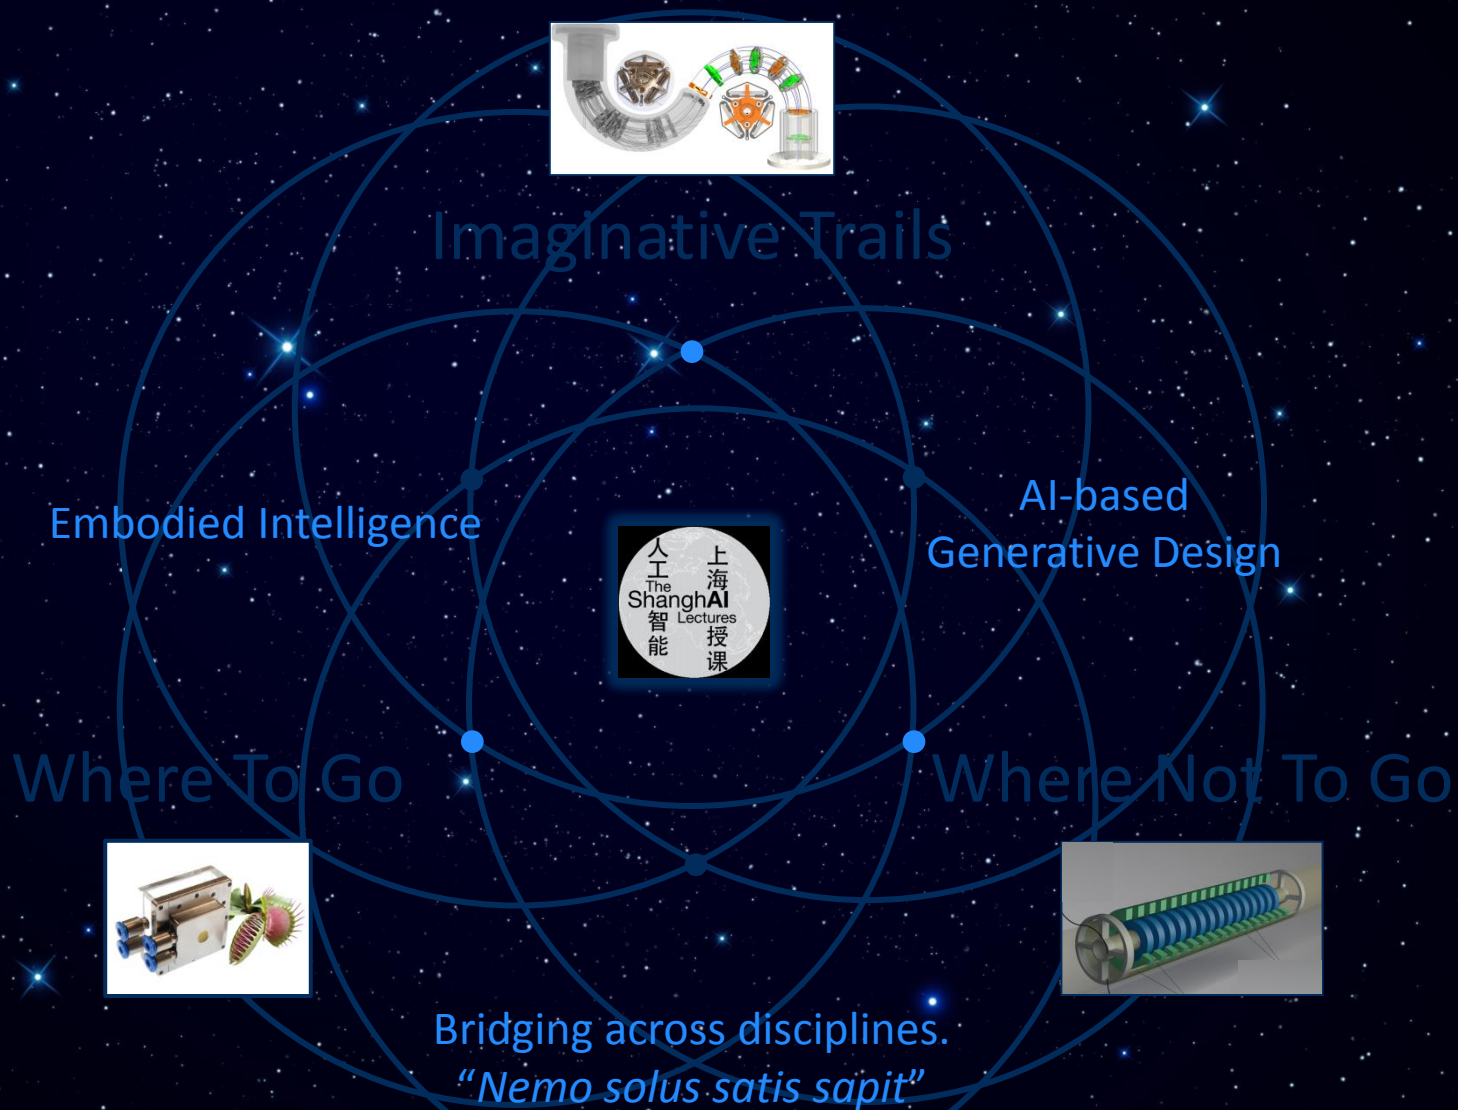 Imaginative Trails
Embodied Intelligence
AI-based
Generative Design
人工智能
The
ShanghAI
Lectures
上海授课
Where To Go
Where Not To Go
Bridging across disciplines.
“Nemo solus satis sapit”